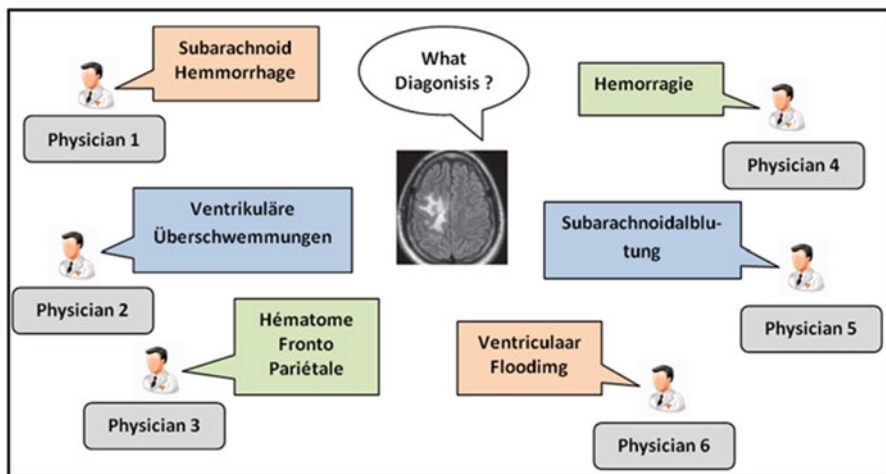 Subarachnoid
Hemmorrhage
Physician 1
What
Diagonisis ?
Hemorragie
Physician 4
Ventrikuläre
Überschwemmungen
Physician 2
Subarachnoidalblu-
tung
Physician 5
Hématome
Fronto
Pariétale
Physician 3
Ventriculaar
Floodimg
Physician 6